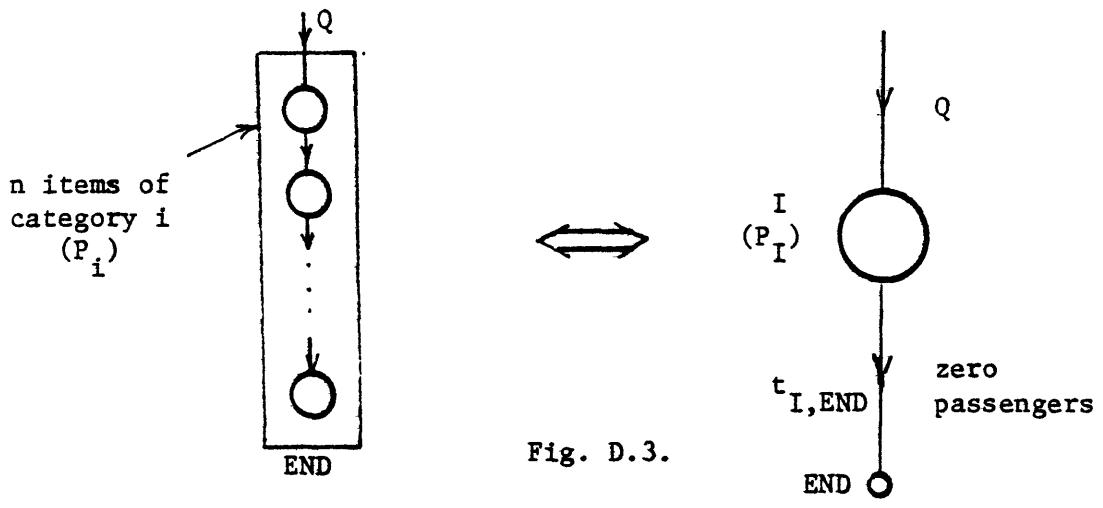 Q
n items of
category i
(P_i)
END
Fig. D.3.
Q
I
(P_I)
t_I,END
zero
passengers
END